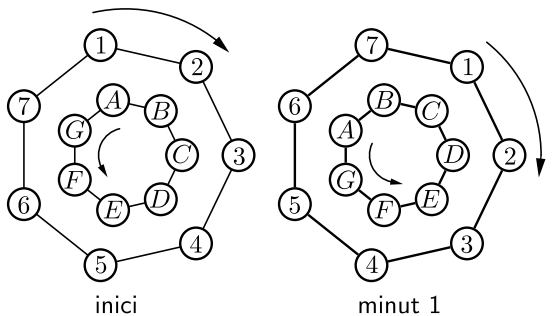 1 7
2 1
7 A B 6 B C
G A
C 3 D 2
F G
6 E D 5 F E
4 3
5 4
inici minut 1